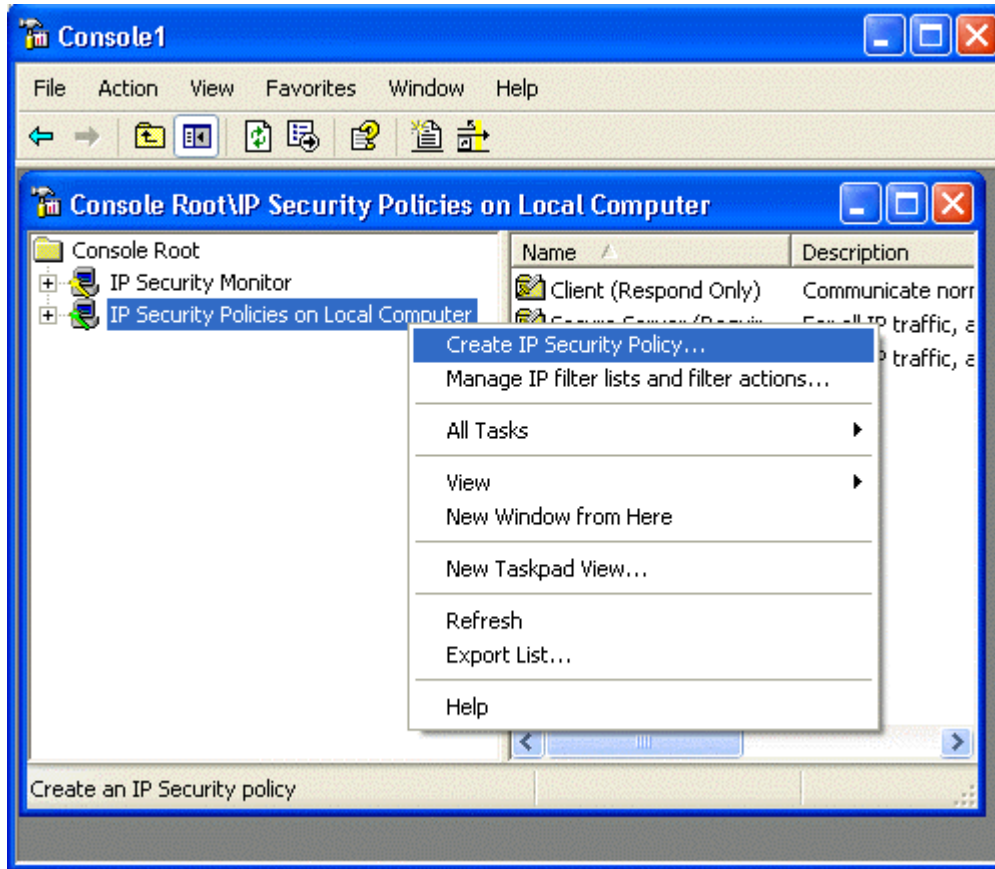 Console1
File Action View Favorites Window Help
Console Root\IP Security Policies on Local Computer
Console Root
Name Description
IP Security Monitor
Client (Respond Only) Communicate norr
IP Security Policies on Local Computer
traffic, a
Create IP Security Policy...
traffic, a
Manage IP filter lists and filter actions...
All Tasks
View
New Window from Here
New Taskpad View...
Refresh
Export List...
Help
Create an IP Security policy